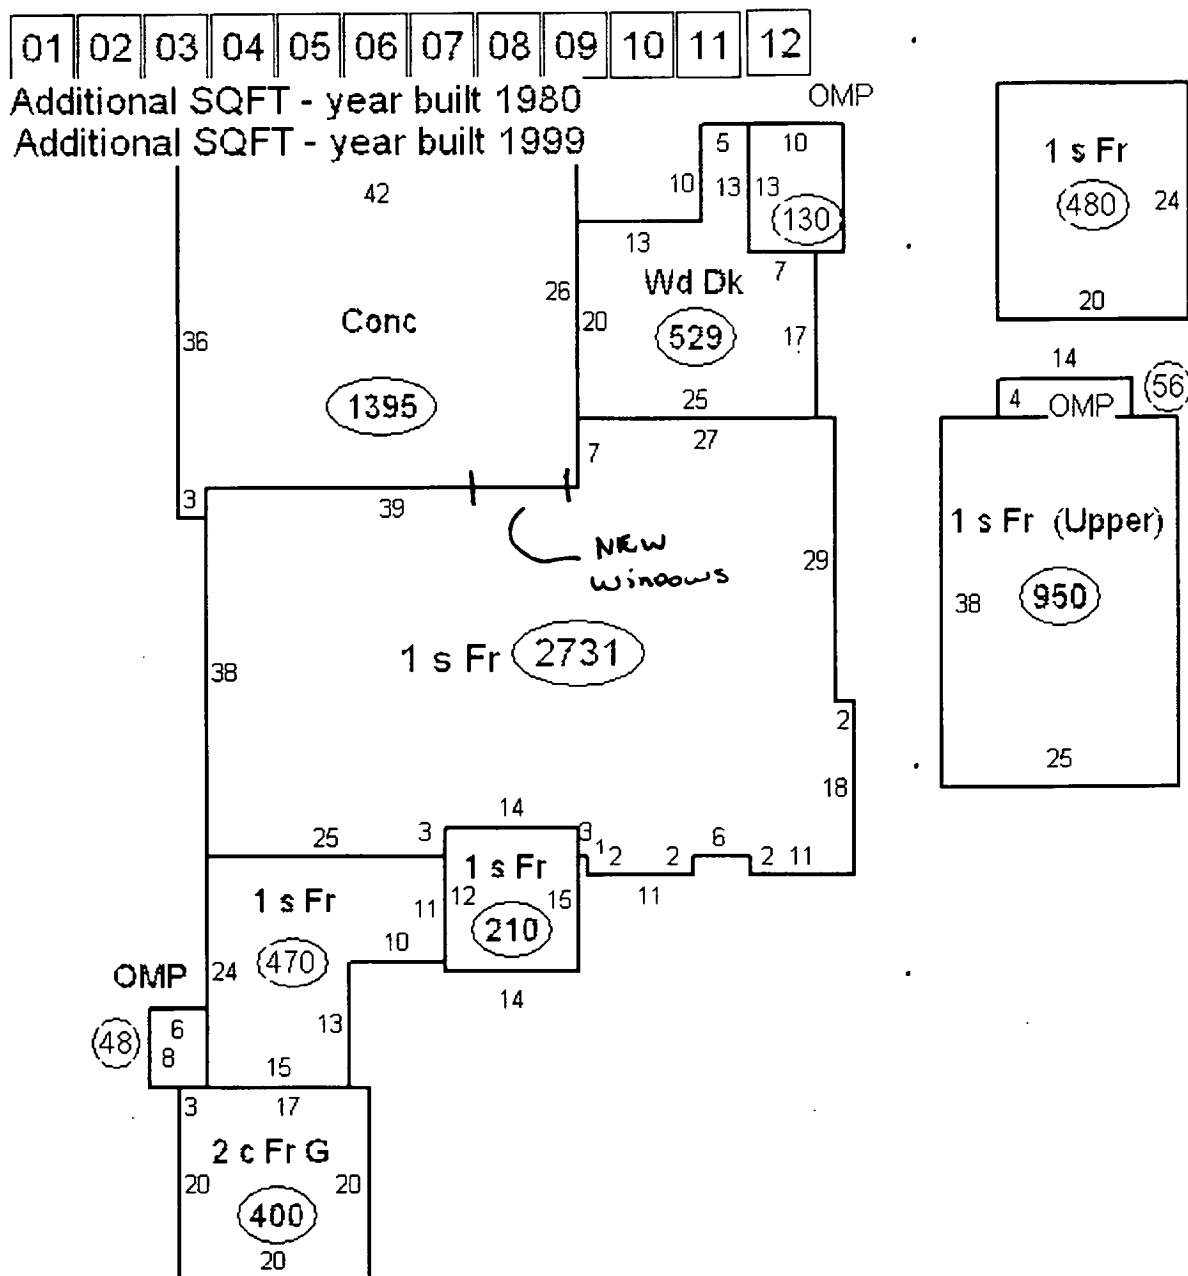 01 02 03 04 05 06 07 08 09 10 11 12
Additional SQFT - year built 1980
Additional SQFT - year built 1999
OMP
5 10
42
10 13 13
130
13
7
Wd Dk
26
20
529
17
25
36
Conc
1395
27
7
3
39
NEW
Windows
29
1 s Fr 2731
38
2
18
14
25 3 3 1 2 2 6 2 11
11
1 s Fr
12 15
210
14
1 s Fr
11
470
10
24
13
15
OMP
48
6
8
3 17
2 c Fr G
20 20
400
20
1 s Fr
480
24
20
14
56
4 OMP
1 s Fr (Upper)
38
950
25